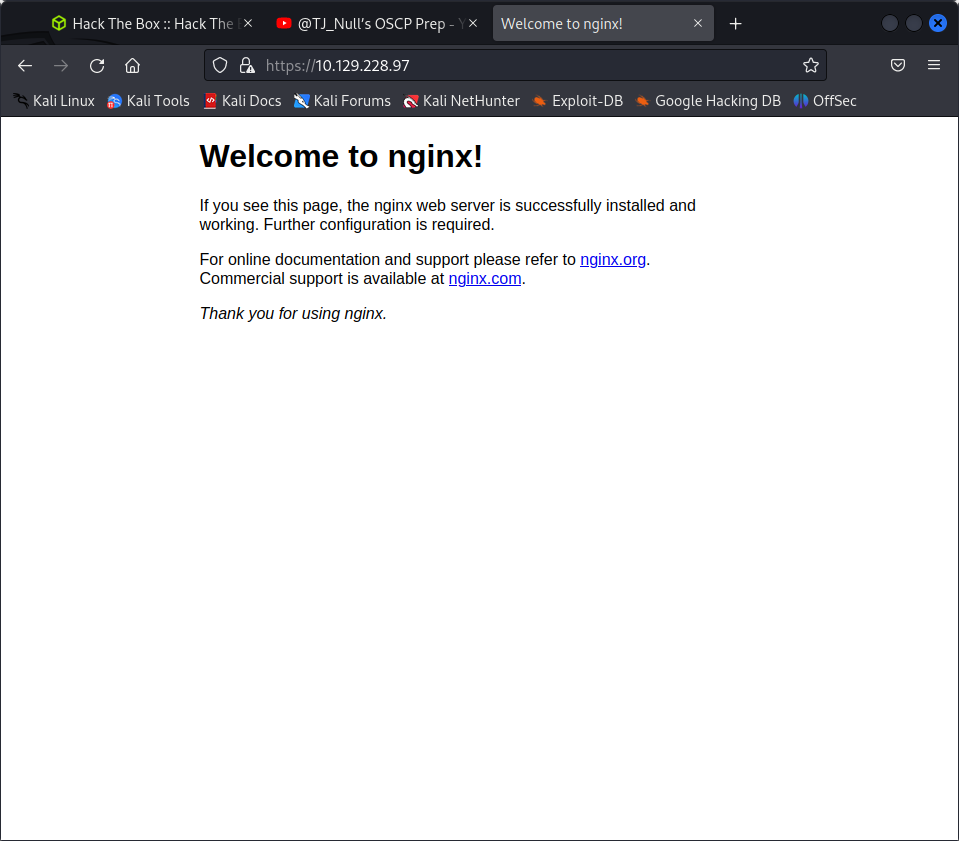 Hack The Box :: Hack The
@TJ_Null's OSCP Prep -
Welcome to nginx!
https://10.129.228.97
Kali Linux
Kali Tools
Kali Docs
Kali Forums
Kali NetHunter
Exploit-DB
Google Hacking DB
OffSec
Welcome to nginx!
If you see this page, the nginx web server is successfully installed and
working. Further configuration is required.
For online documentation and support please refer to nginx.org.
Commercial support is available at nginx.com.
Thank you for using nginx.